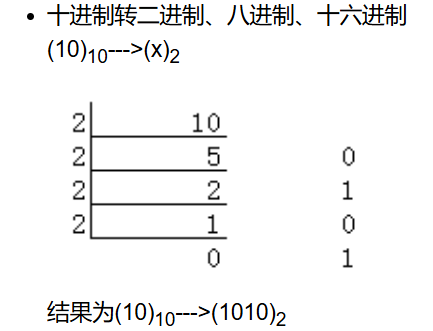 十进制转二进制、八进制、十六进制
(10)10--->(x)2
2 10
2 5 0
2 2 1
2 1 0
0 1
结果为(10)10--->(1010)2